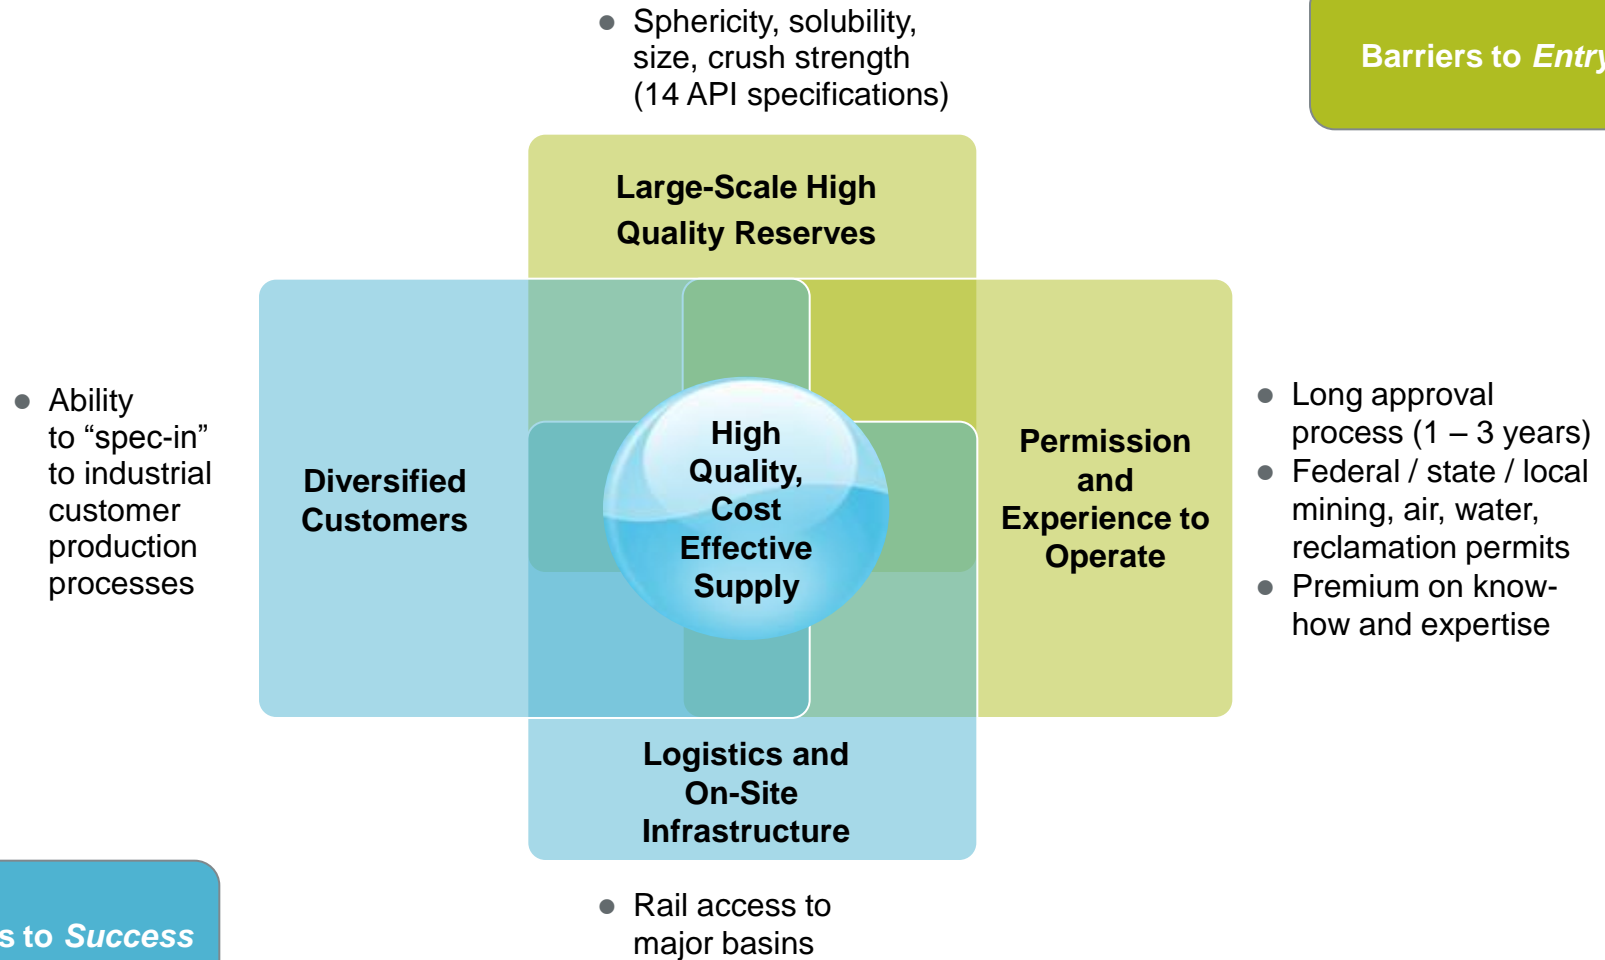 Sphericity, solubility,
size, crush strength
(14 API specifications)
Barriers to Entry
Large-Scale High
Quality Reserves
Ability
to “spec-in”
to industrial
customer
production
processes
Diversified
Customers
High
Quality,
Cost
Effective
Supply
Permission
and
Experience to
Operate
Long approval
process (1 – 3 years)
Federal / state / local
mining, air, water,
reclamation permits
Premium on know-
how and expertise
Logistics and
On-Site
Infrastructure
Rail access to
major basins
s to Success